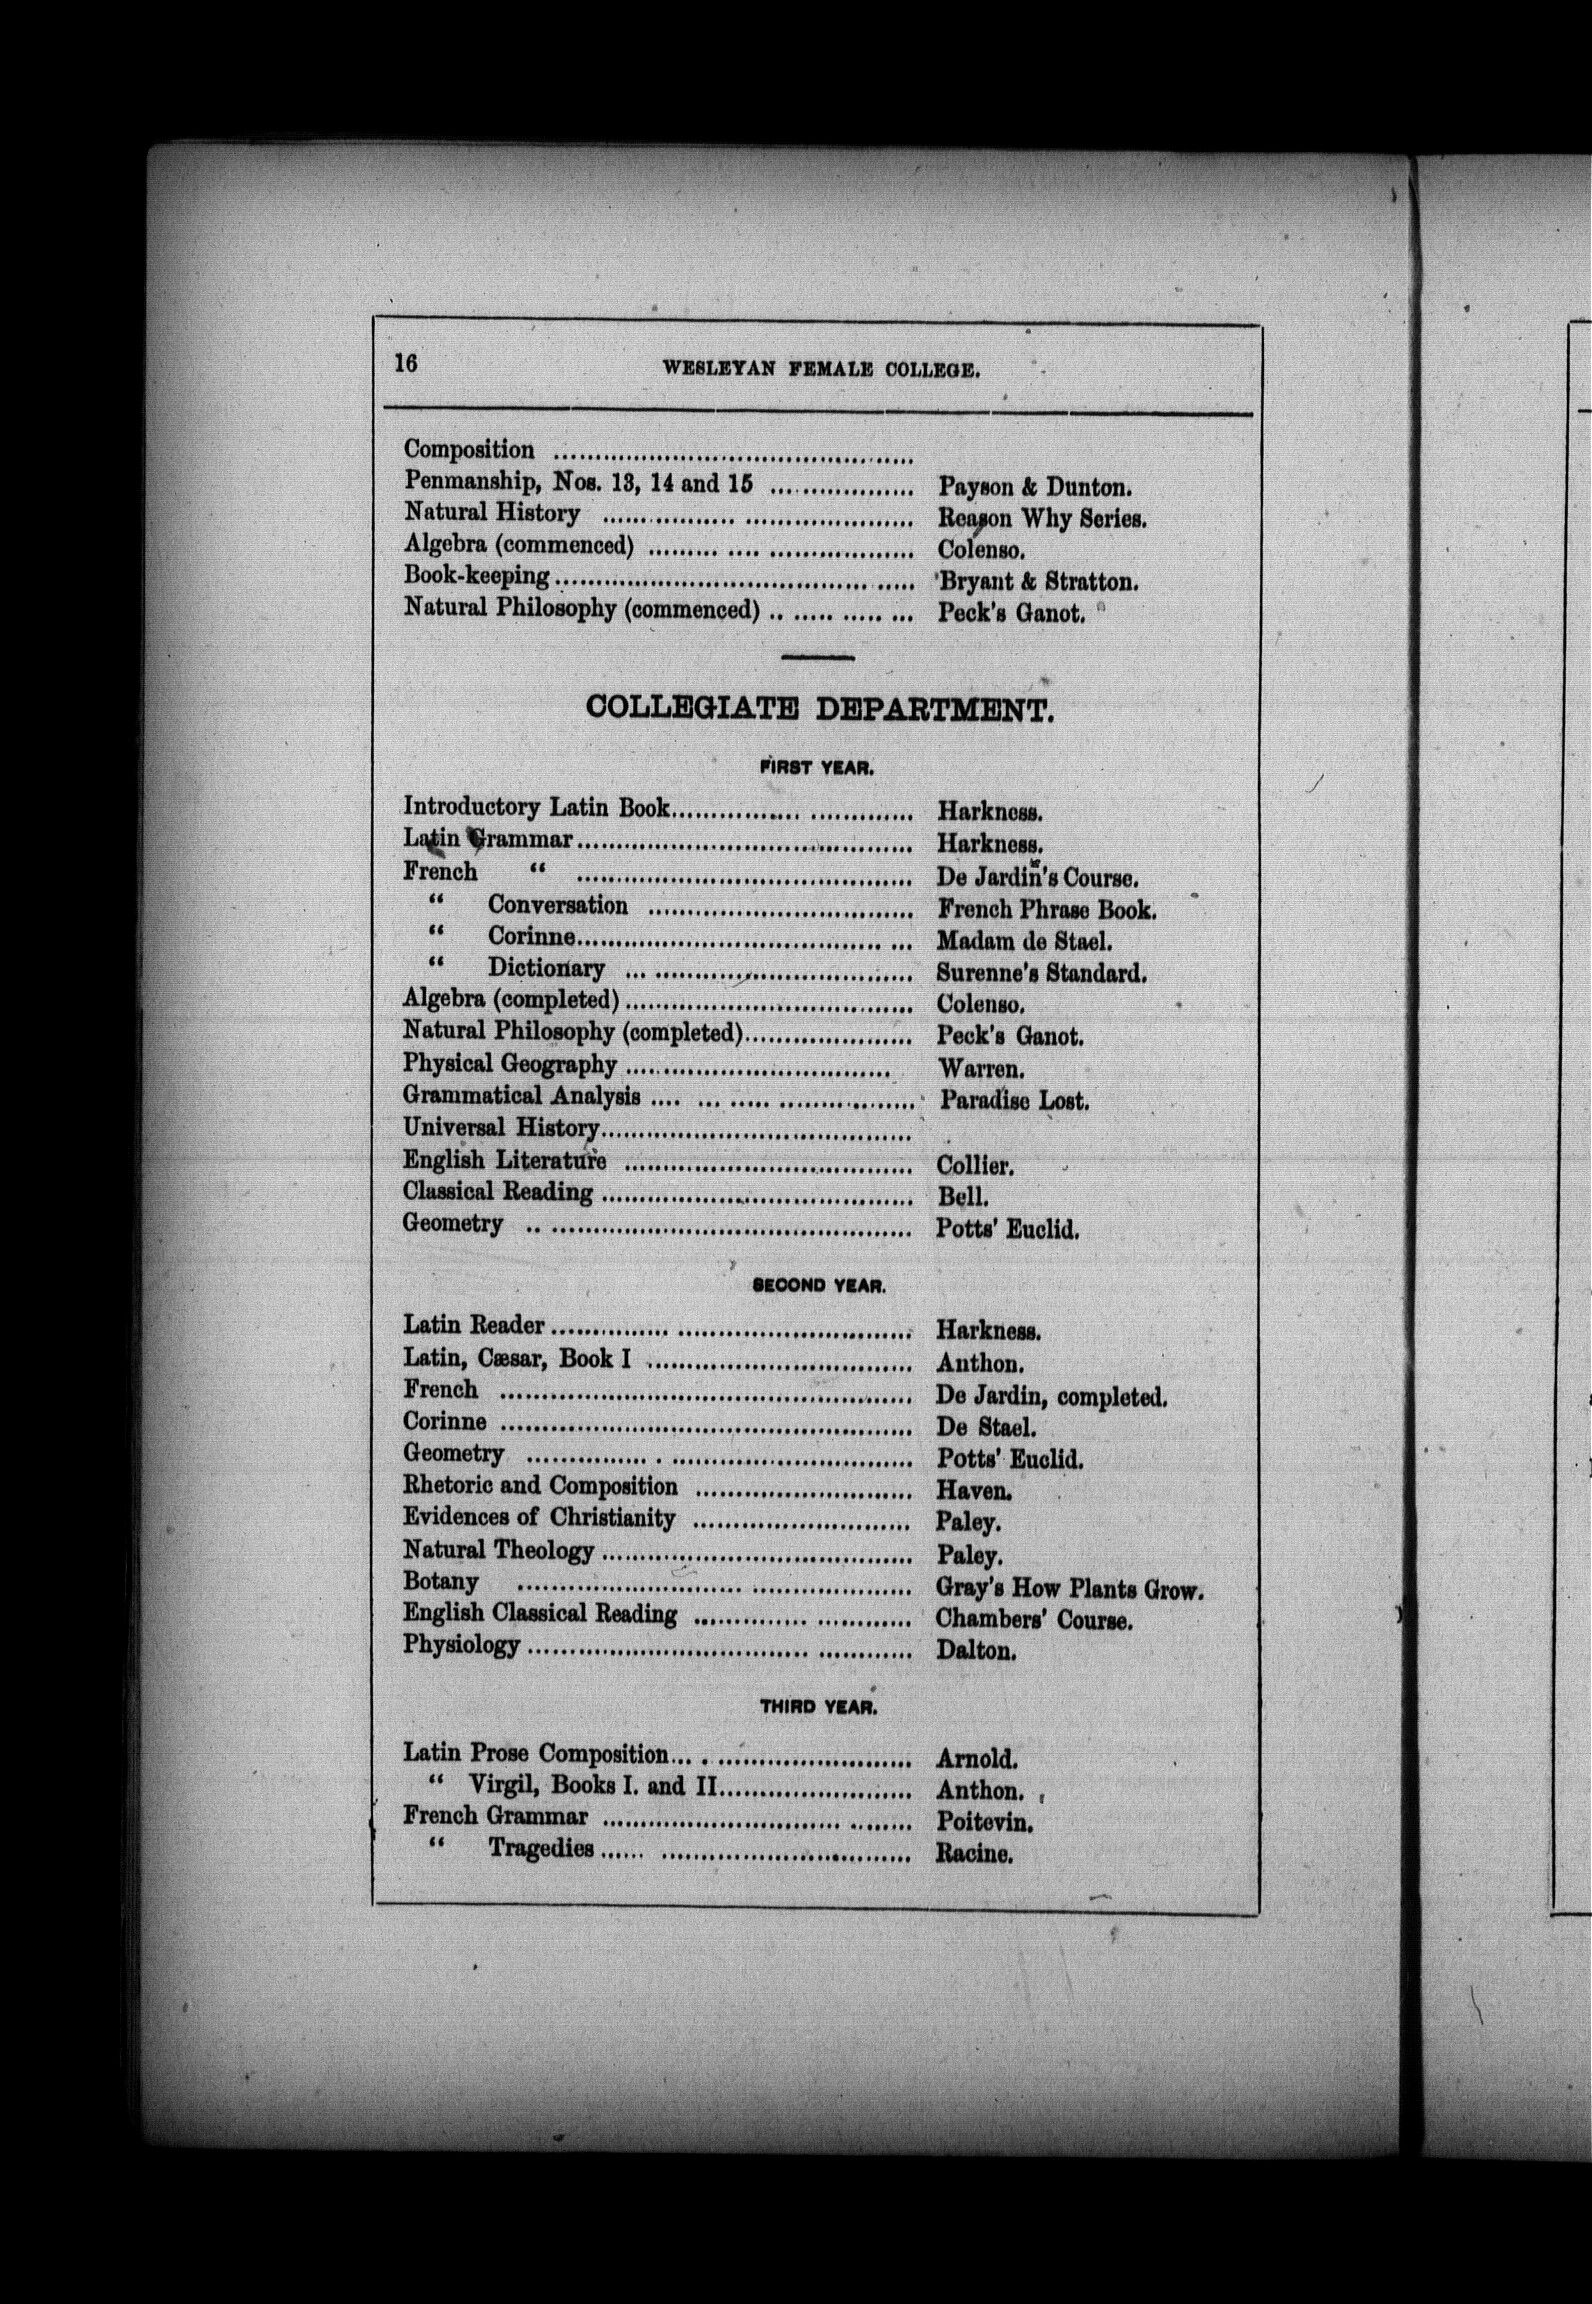 16 WESLEYAN FEMALE COLLEGE.
Composition ........................................
Penmanship, Nos. 13, 14 and 15 .................. Payson & Dunton.
Natural History ...................................... Reason Why Series.
Algebra (commenced) ............................... Colenso.
Book-keeping ........................................ Bryant & Stratton.
Natural Philosophy (commenced) ............... Peck's Ganot.
COLLEGIATE DEPARTMENT.
FIRST YEAR.
Introductory Latin Book............................ Harkness.
Latin Grammar........................................ Harkness.
French “ ........................................ De Jardin's Course.
“ Conversation ................................ French Phrase Book.
“ Corinne........................................ Madam de Stael.
“ Dictionary .................................. Surenne's Standard.
Algebra (completed) .................................. Colenso.
Natural Philosophy (completed)..................... Peck's Ganot.
Physical Geography ................................ Warren.
Grammatical Analysis ............................... Paradise Lost.
Universal History......................................
English Literature .................................. Collier.
Classical Reading ..................................... Bell.
Geometry ............................................ Potts' Euclid.
SECOND YEAR.
Latin Reader ........................................... Harkness.
Latin, Cæsar, Book I ................................ Anthon.
French ................................................ De Jardin, completed.
Corinne ................................................ De Stael.
Geometry ............................................ Potts' Euclid.
Rhetoric and Composition .......................... Haven.
Evidences of Christianity .......................... Paley.
Natural Theology ..................................... Paley.
Botany .............................................. Gray's How Plants Grow.
English Classical Reading .......................... Chambers' Course.
Physiology .............................................. Dalton.
THIRD YEAR.
Latin Prose Composition............................ Arnold.
“ Virgil, Books I. and II....................... Anthon.
French Grammar ..................................... Poitevin.
“ Tragedies .................................... Racine.